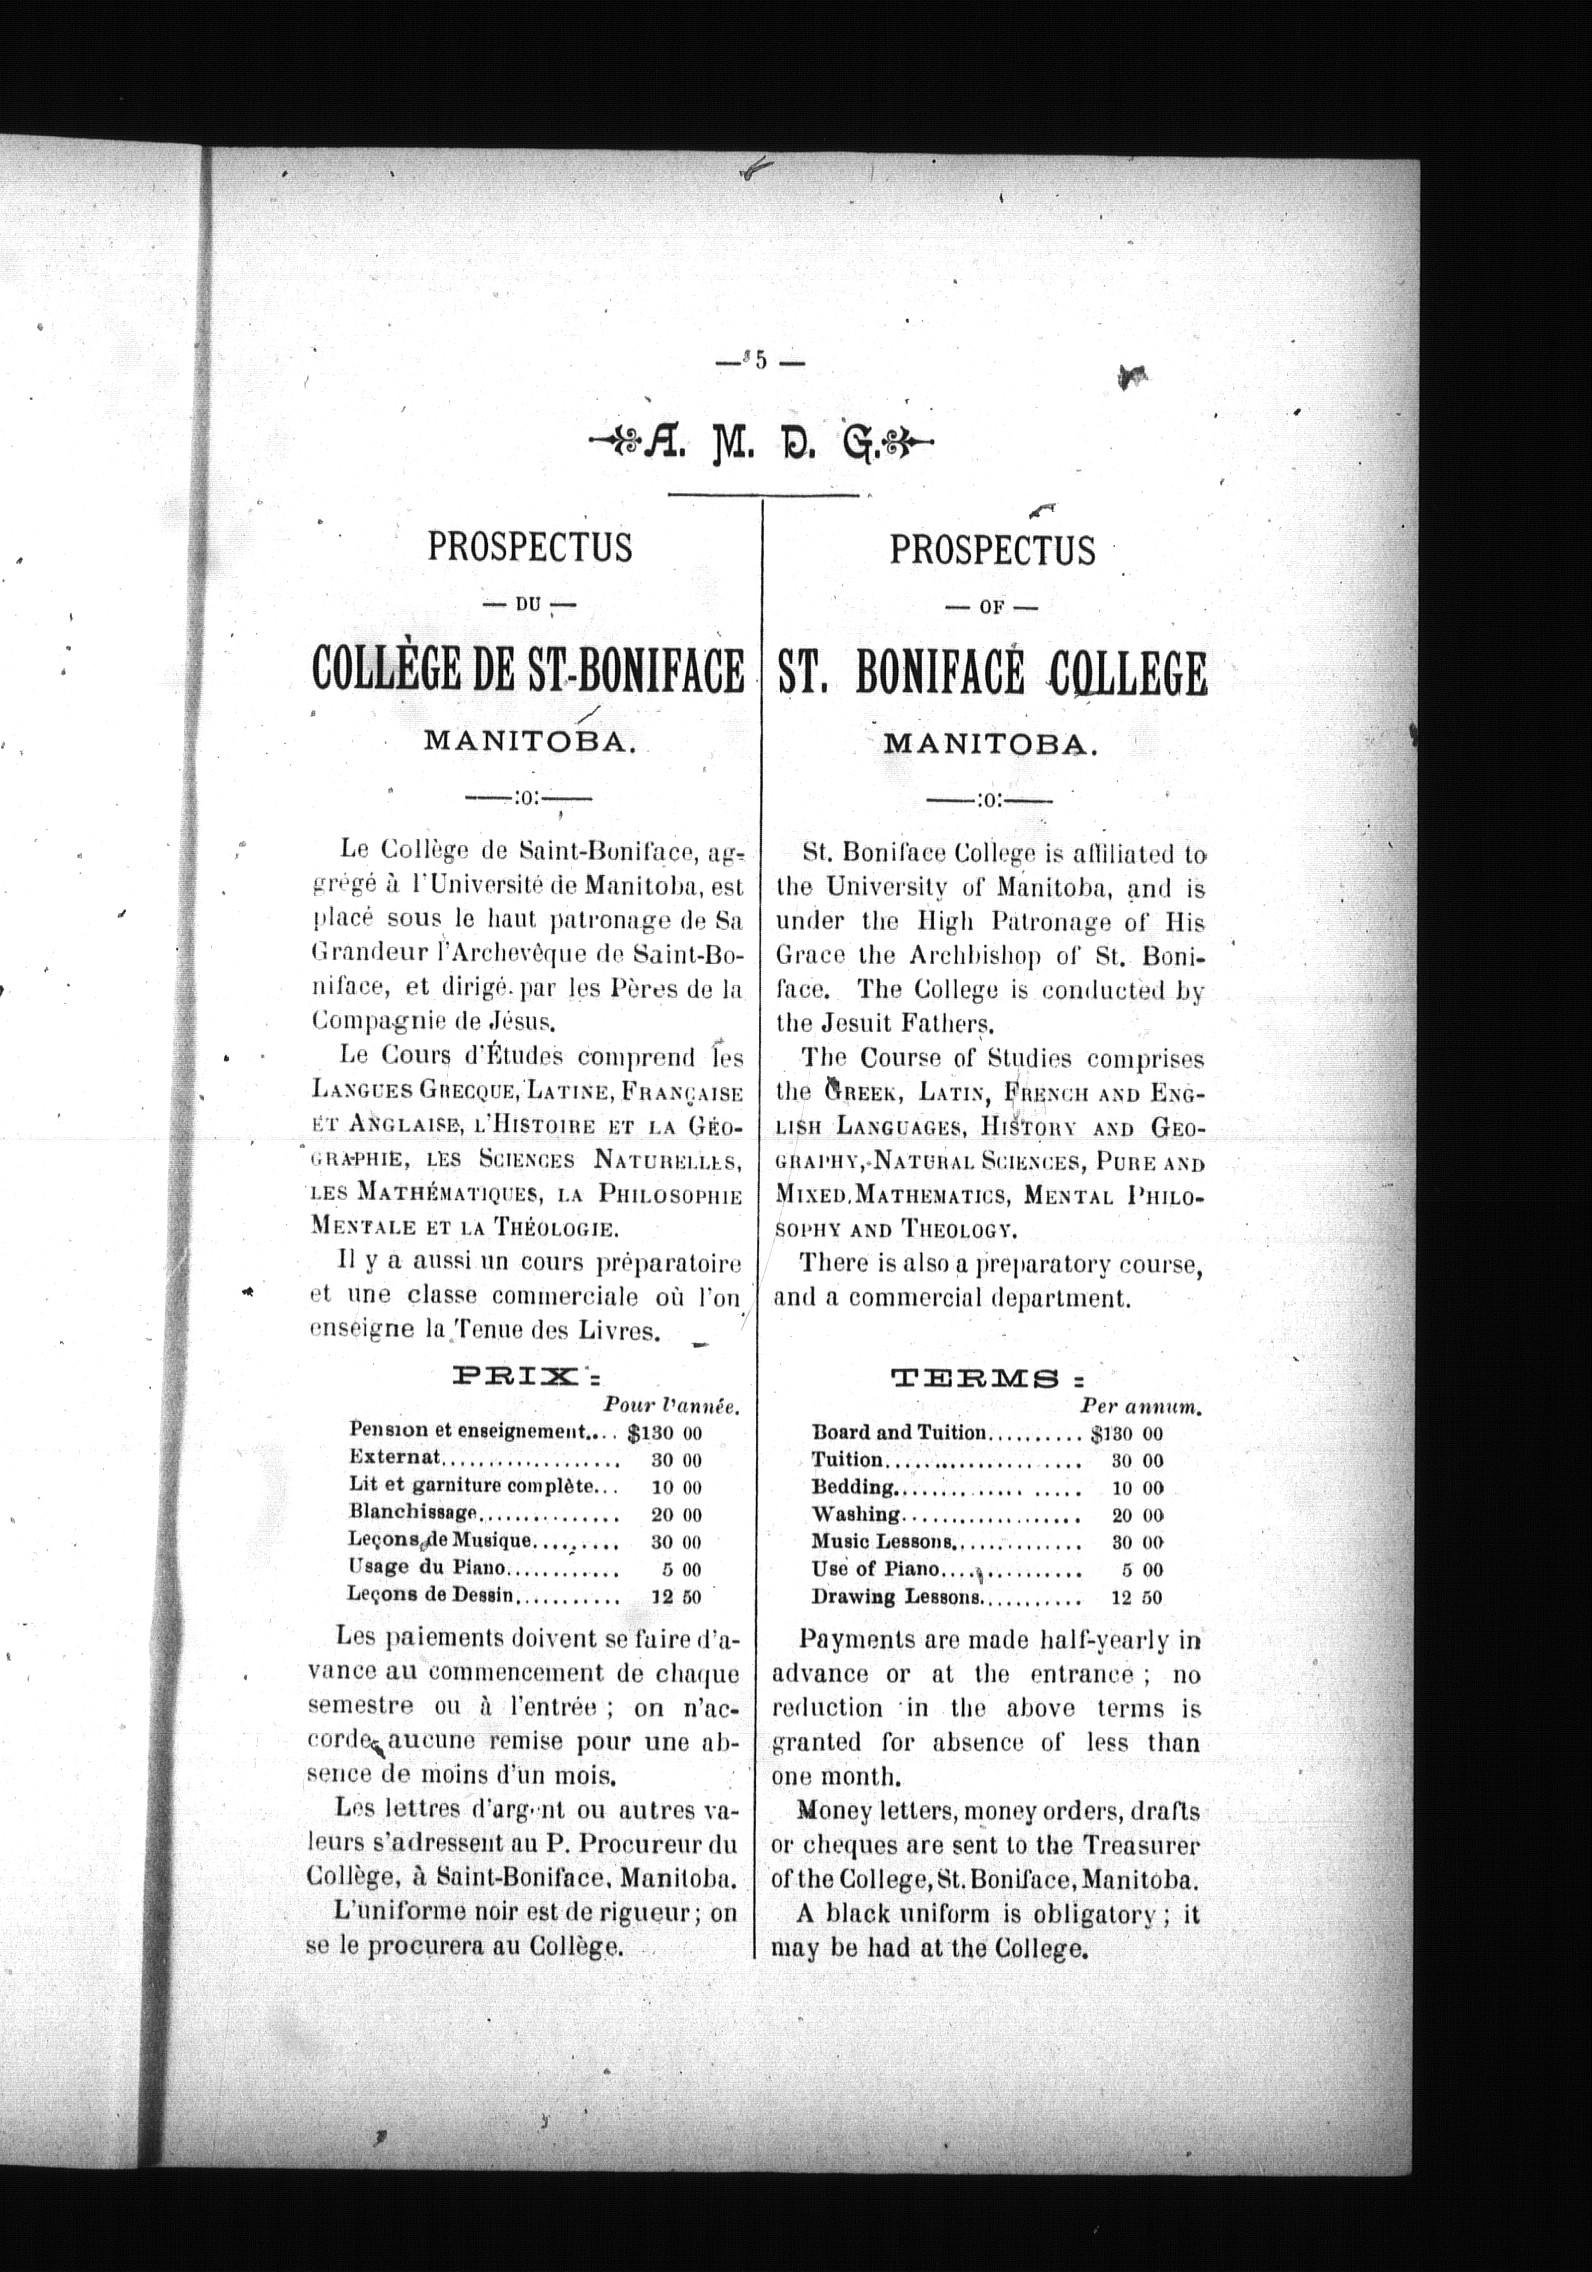 — 5 —
A. M. D. G.
PROSPECTUS
— DU —
COLLÈGE DE ST-BONIFACE
MANITOBA.
——:o:——
Le Collège de Saint-Boniface, ag-
grégé à l'Université de Manitoba, est
placé sous le haut patronage de Sa
Grandeur l'Archevêque de Saint-Bo-
niface, et dirigé par les Pères de la
Compagnie de Jésus.
Le Cours d'Études comprend les
LANGUES GRECQUE, LATINE, FRANÇAISE
ET ANGLAISE, L'HISTOIRE ET LA GÉO-
GRAPHIE, LES SCIENCES NATURELLES,
LES MATHÉMATIQUES, LA PHILOSOPHIE
MENTALE ET LA THÉOLOGIE.
Il y a aussi un cours préparatoire
et une classe commerciale où l'on
enseigne la Tenue des Livres.
PRIX :
Pour l'année.
Pension et enseignement.... $130 00
Externat................... 30 00
Lit et garniture complète... 10 00
Blanchissage............... 20 00
Leçons de Musique......... 30 00
Usage du Piano............ 5 00
Leçons de Dessin........... 12 50
Les paiements doivent se faire d'a-
vance au commencement de chaque
semestre ou à l'entrée ; on n'ac-
corde aucune remise pour une ab-
sence de moins d'un mois.
Les lettres d'argent ou autres va-
leurs s'adressent au P. Procureur du
Collège, à Saint-Boniface, Manitoba.
L'uniforme noir est de rigueur ; on
se le procurera au Collège.
PROSPECTUS
— OF —
ST. BONIFACE COLLEGE
MANITOBA.
——:o:——
St. Boniface College is affiliated to
the University of Manitoba, and is
under the High Patronage of His
Grace the Archbishop of St. Boni-
face. The College is conducted by
the Jesuit Fathers.
The Course of Studies comprises
the GREEK, LATIN, FRENCH AND ENG-
LISH LANGUAGES, HISTORY AND GEO-
GRAPHY, NATURAL SCIENCES, PURE AND
MIXED MATHEMATICS, MENTAL PHILO-
SOPHY AND THEOLOGY.
There is also a preparatory course,
and a commercial department.
TERMS :
Per annum.
Board and Tuition.......... $130 00
Tuition..................... 30 00
Bedding.................... 10 00
Washing................... 20 00
Music Lessons.............. 30 00
Use of Piano............... 5 00
Drawing Lessons........... 12 50
Payments are made half-yearly in
advance or at the entrance ; no
reduction in the above terms is
granted for absence of less than
one month.
Money letters, money orders, drafts
or cheques are sent to the Treasurer
of the College, St. Boniface, Manitoba.
A black uniform is obligatory ; it
may be had at the College.